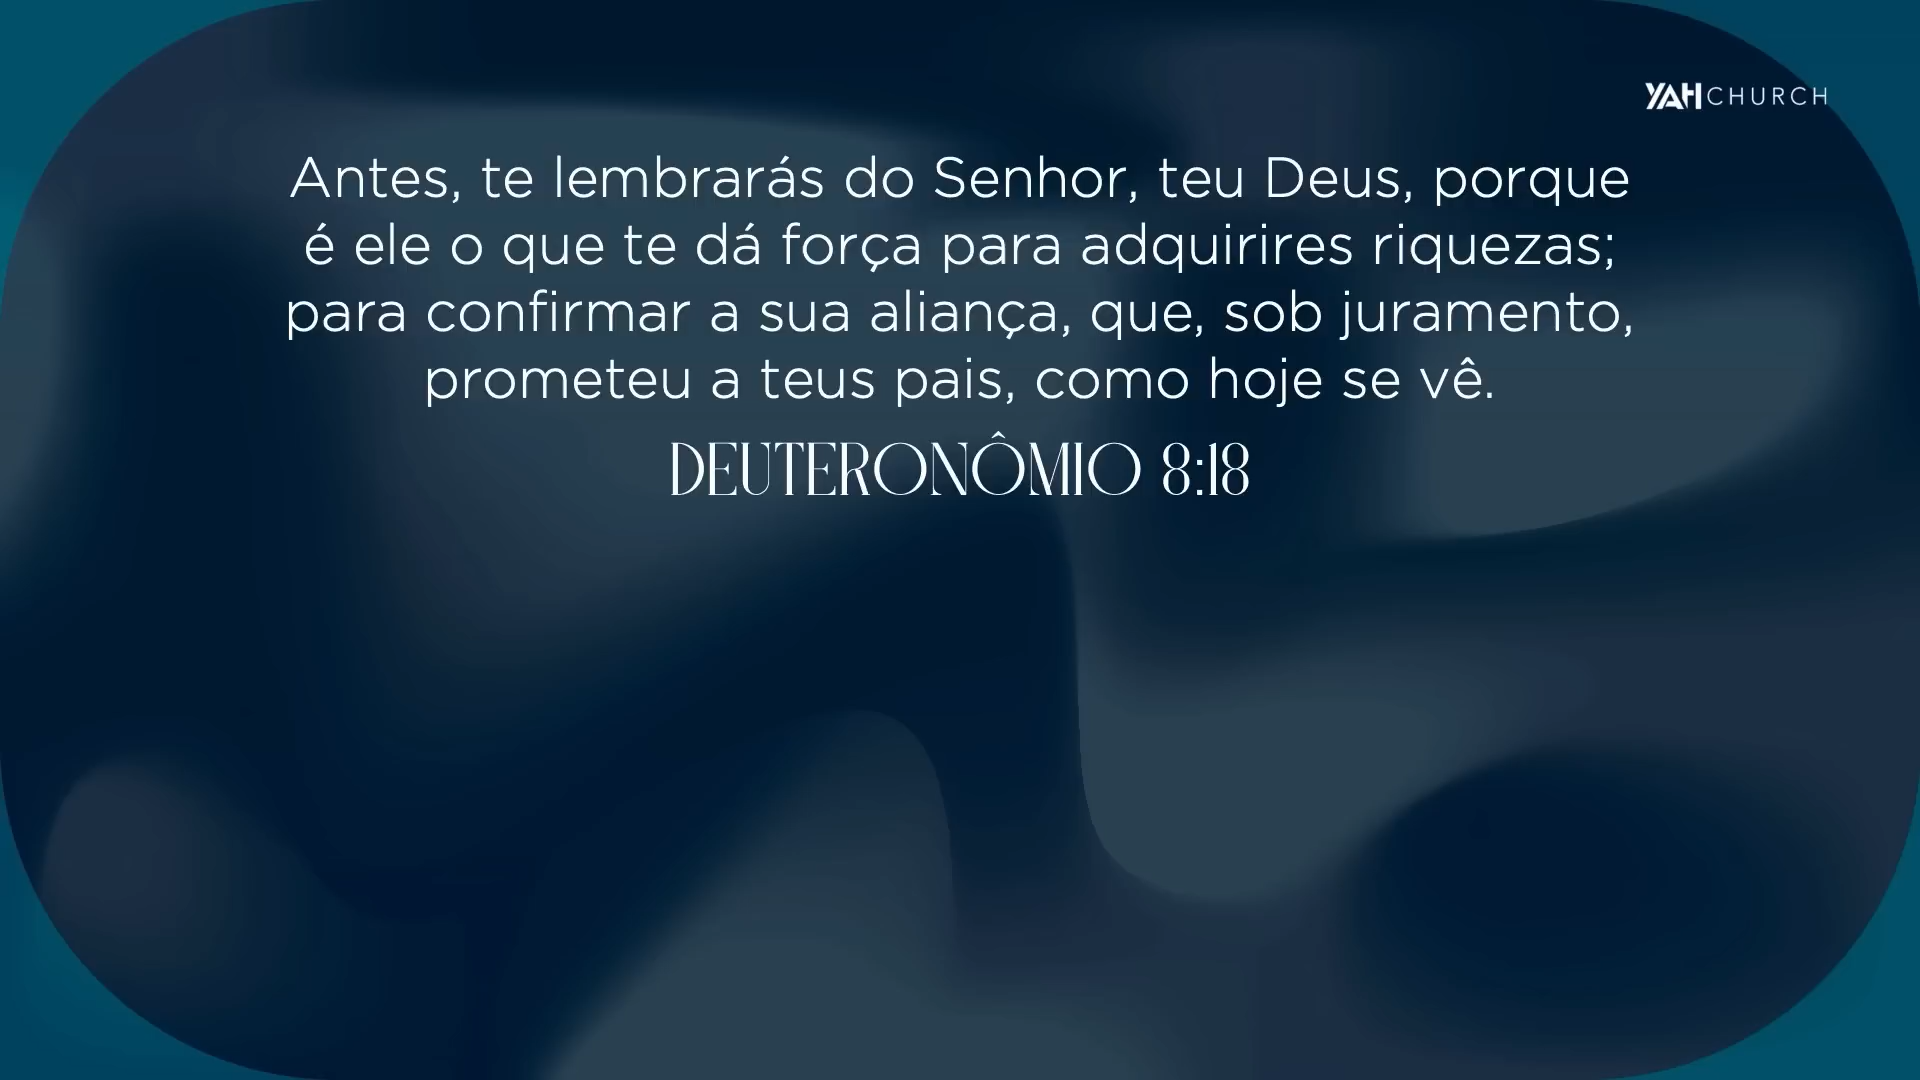 YAH CHURCH
Antes, te lembrarás do Senhor, teu Deus, porque
é ele o que te dá força para adquirires riquezas;
para confirmar a sua aliança, que, sob juramento,
prometeu a teus pais, como hoje se vê.
DEUTERONÔMIO 8:18